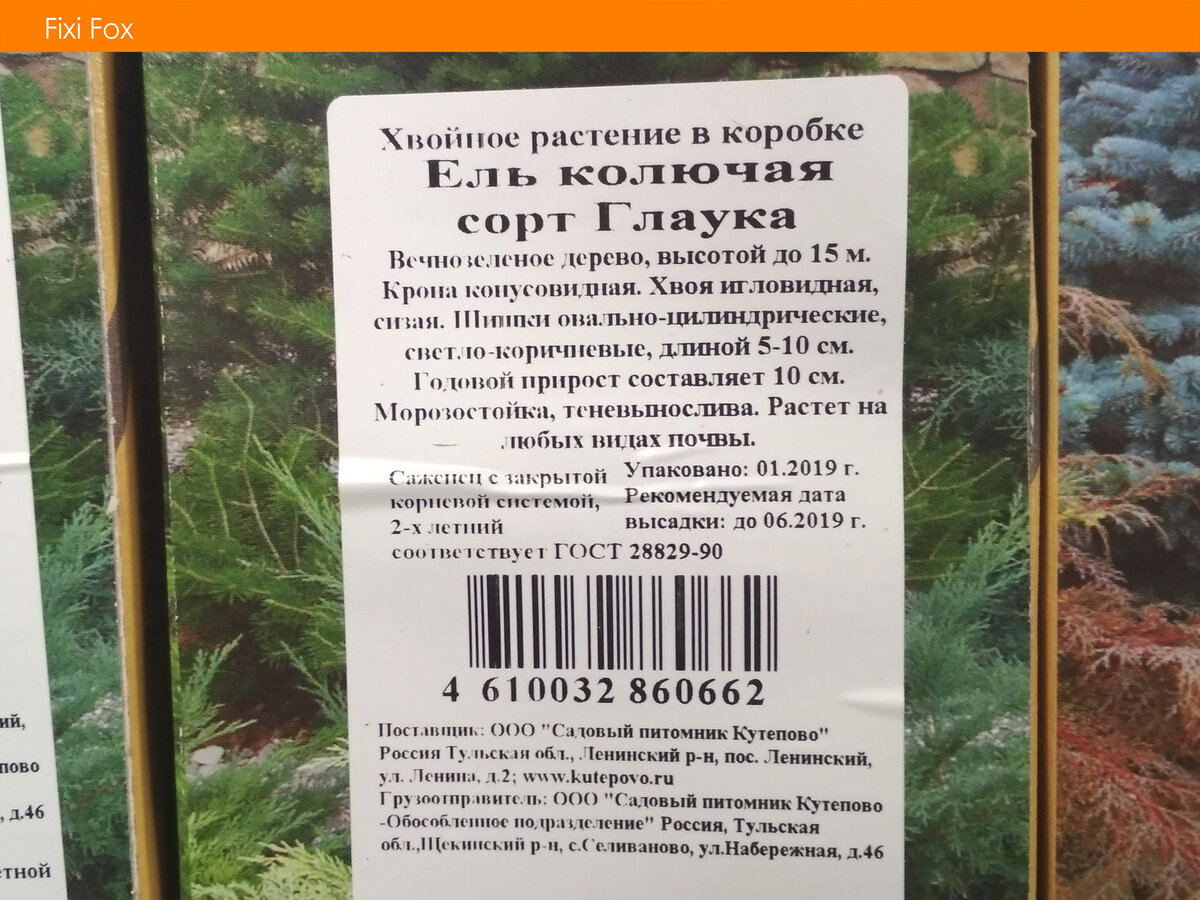 Fixi Fox
Хвойное растение в коробке
Ель колючая
сорт Глаука
Вечнозеленое дерево, высотой до 15 м.
Крона конусовидная. Хвоя игловидная,
сизая. Шишки овально-цилиндрические,
светло-коричневые, длиной 5-10 см.
Годовой прирост составляет 10 см.
Морозостойка, теневынослива. Растет на
любых видах почвы.
Саженец с закрытой
корневой системой,
2-х летний
соответствует ГОСТ 28829-90
Упаковано: 01.2019 г.
Рекомендуемая дата
высадки: до 06.2019 г.
4 610032 860662
Поставщик: ООО "Садовый питомник Кутепово"
Россия Тульская обл., Ленинский р-н, пос. Ленинский,
ул. Ленина, д.2; www.kutepovo.ru
Грузоотправитель: ООО "Садовый питомник Кутепово
-Обособленное подразделение" Россия, Тульская
обл.,Щекинский р-н, с.Селиваново, ул.Набережная, д.46
ий,
пово
, д.46
етной